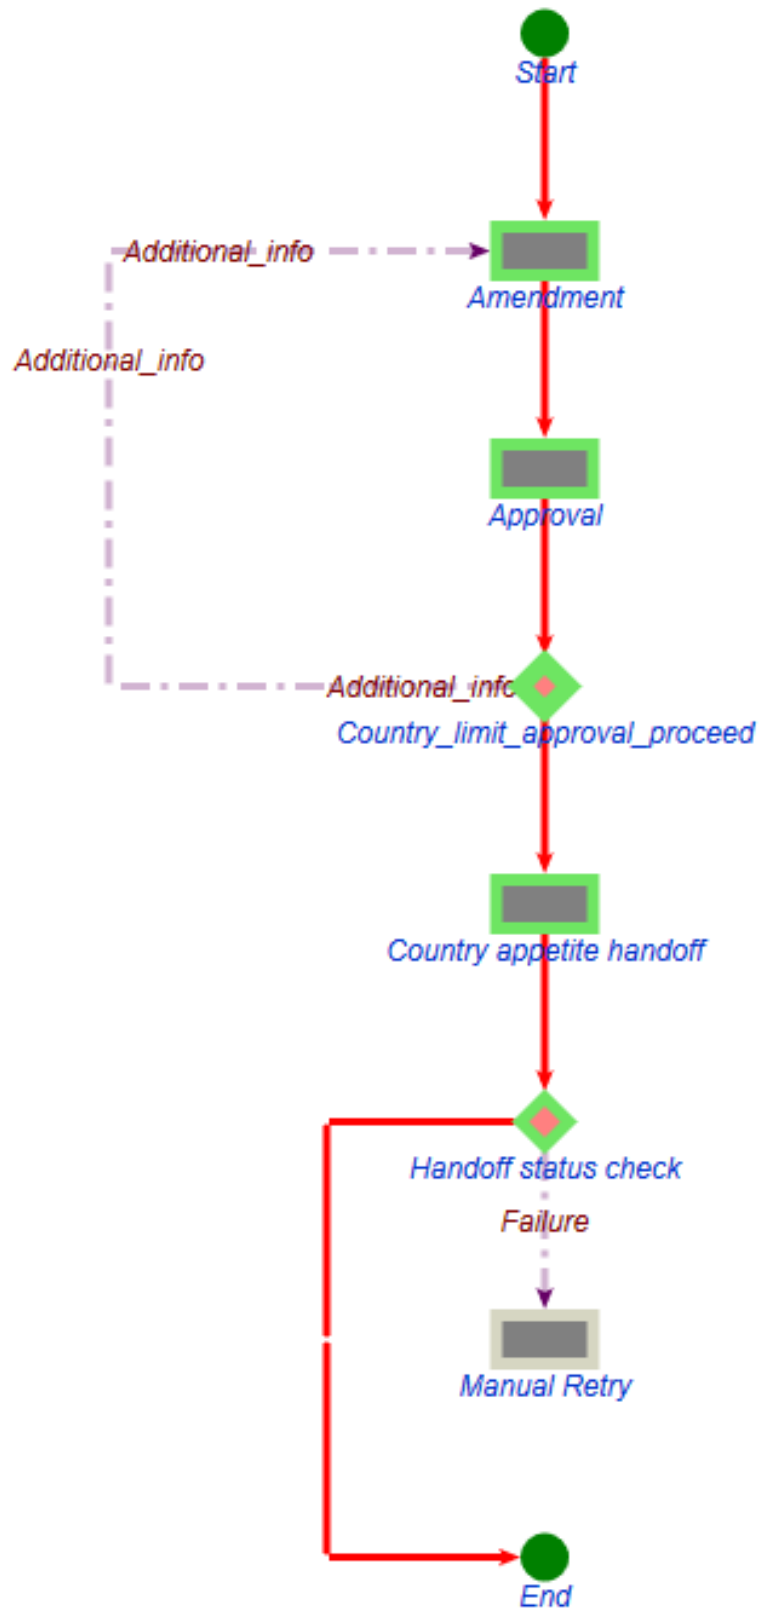 Start
Additional_info
Amendment
Additional_info
Approval
Additional_info
Country_limit_approval_proceed
Country appetite handoff
Handoff status check
Failure
Manual Retry
End